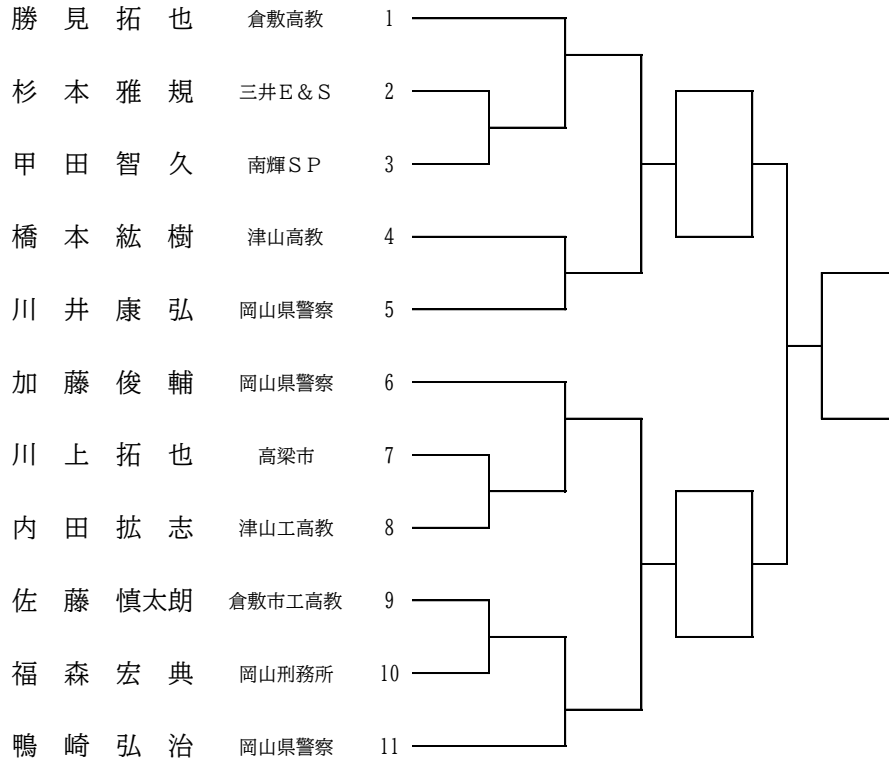 勝見拓也 倉敷高教 1
杉本雅規 三井E＆S 2
甲田智久 南輝SP 3
橋本紘樹 津山高教 4
川井康弘 岡山県警察 5
加藤俊輔 岡山県警察 6
川上拓也 高梁市 7
内田拡志 津山工高教 8
佐藤慎太朗 倉敷市工高教 9
福森宏典 岡山刑務所 10
鴨崎弘治 岡山県警察 11